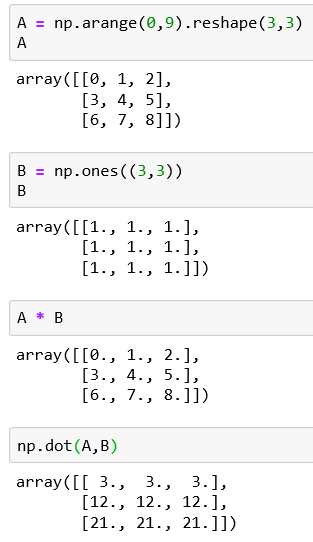 A = np.arange(0,9).reshape(3,3)
A
array([[0, 1, 2],
       [3, 4, 5],
       [6, 7, 8]])
B = np.ones((3,3))
B
array([[1., 1., 1.],
       [1., 1., 1.],
       [1., 1., 1.]])
A * B
array([[0., 1., 2.],
       [3., 4., 5.],
       [6., 7., 8.]])
np.dot(A,B)
array([[ 3.,  3.,  3.],
       [12., 12., 12.],
       [21., 21., 21.]])